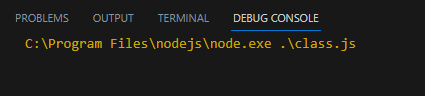 PROBLEMS OUTPUT TERMINAL DEBUG CONSOLE
C:\Program Files\nodejs\node.exe .\class.js